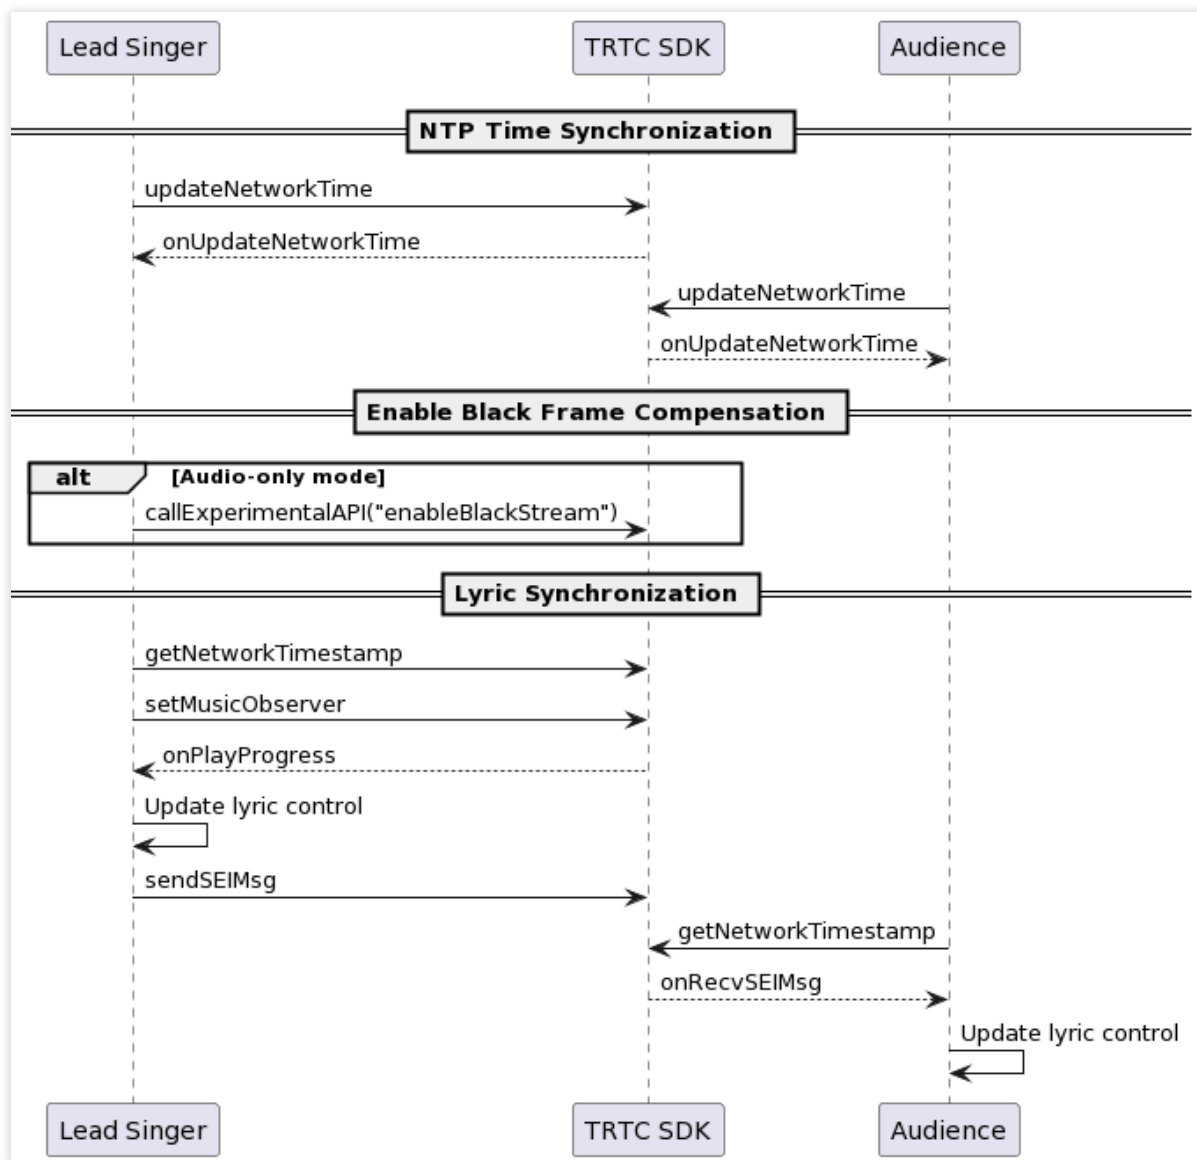 Lead Singer
TRTC SDK
Audience
NTP Time Synchronization
updateNetworkTime
onUpdateNetworkTime
updateNetworkTime
onUpdateNetworkTime
Enable Black Frame Compensation
alt [Audio-only mode]
callExperimentalAPI("enableBlackStream")
Lyric Synchronization
getNetworkTimestamp
setMusicObserver
onPlayProgress
Update lyric control
sendSEIMsg
getNetworkTimestamp
onRecvSEIMsg
Update lyric control
Lead Singer
TRTC SDK
Audience